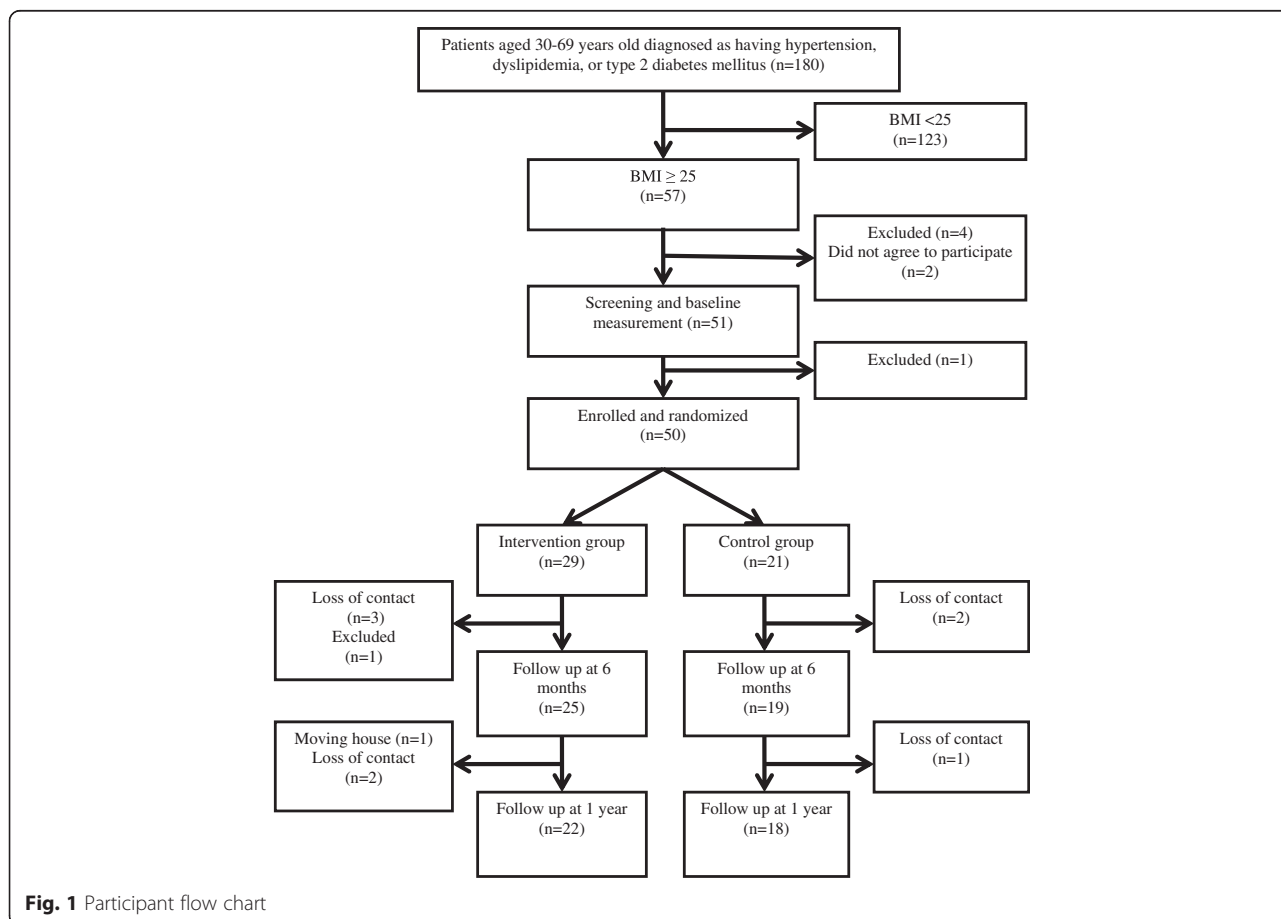 Patients aged 30-69 years old diagnosed as having hypertension,
dyslipidemia, or type 2 diabetes mellitus (n=180)
BMI <25
(n=123)
BMI ≥ 25
(n=57)
Excluded (n=4)
Did not agree to participate
(n=2)
Screening and baseline
measurement (n=51)
Excluded (n=1)
Enrolled and randomized
(n=50)
Intervention group
(n=29)
Control group
(n=21)
Loss of contact
(n=3)
Excluded
(n=1)
Loss of contact
(n=2)
Follow up at 6
months
(n=25)
Follow up at 6
months
(n=19)
Moving house (n=1)
Loss of contact
(n=2)
Loss of contact
(n=1)
Follow up at 1 year
(n=22)
Follow up at 1 year
(n=18)
Fig. 1 Participant flow chart